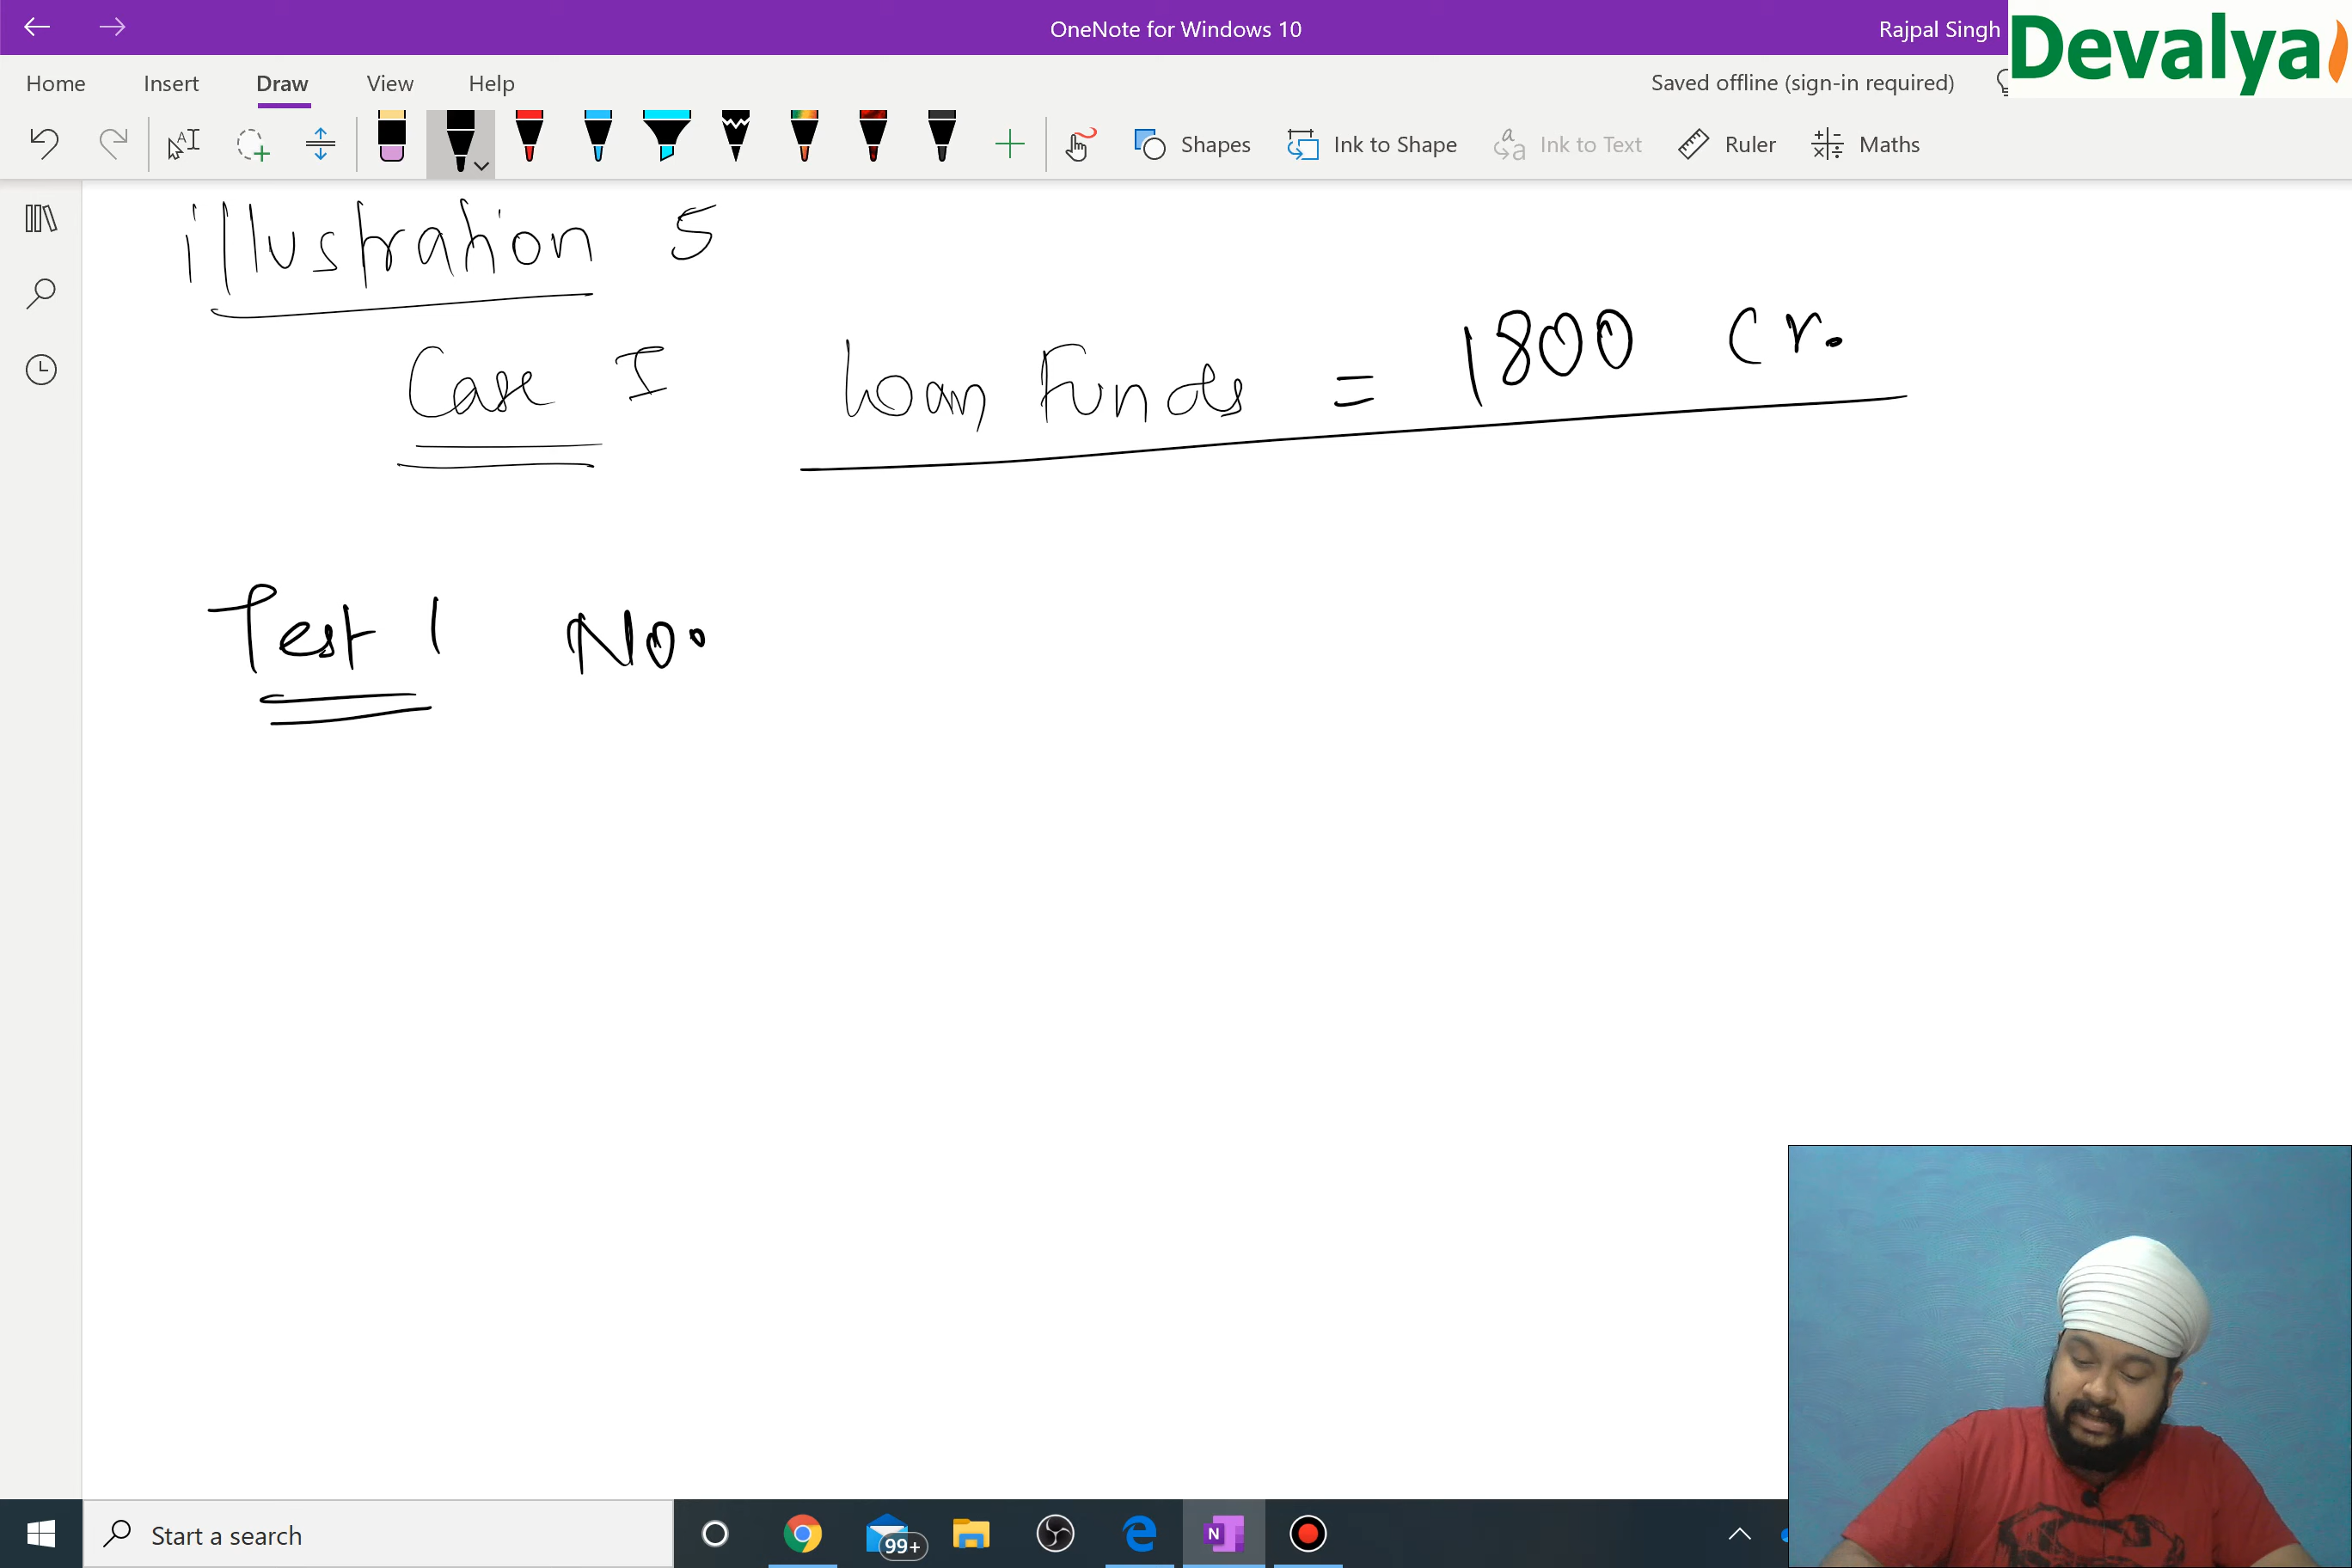 OneNote for Windows 10
Rajpal Singh
Devalya
Home Insert Draw View Help
Saved offline (sign-in required)
Shapes Ink to Shape Ink to Text Ruler Maths
illustration 5
Case I Loan Funds = 1800 Cr.
Test 1 No.
Start a search
99+